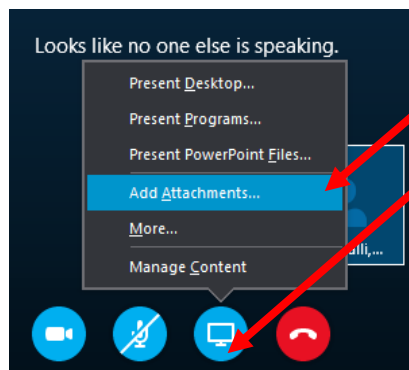 Looks like no one else is speaking.
Present Desktop...
Present Programs...
Present PowerPoint Files...
Add Attachments...
More...
Manage Content